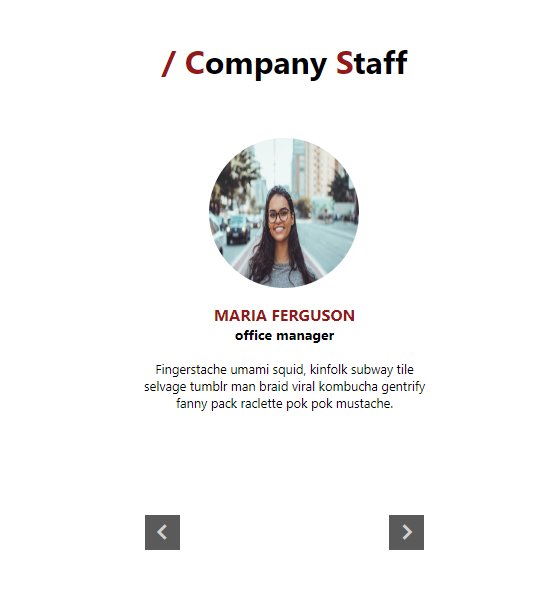 / Company Staff
MARIA FERGUSON
office manager
Fingerstache umami squid, kinfolk subway tile
selvage tumblr man braid viral kombucha gentrify
fanny pack raclette pok pok mustache.